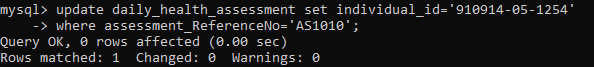 mysql> update daily_health_assessment set individual_id='910914-05-1254'
    -> where assessment_ReferenceNo='AS1010';
Query OK, 0 rows affected (0.00 sec)
Rows matched: 1  Changed: 0  Warnings: 0